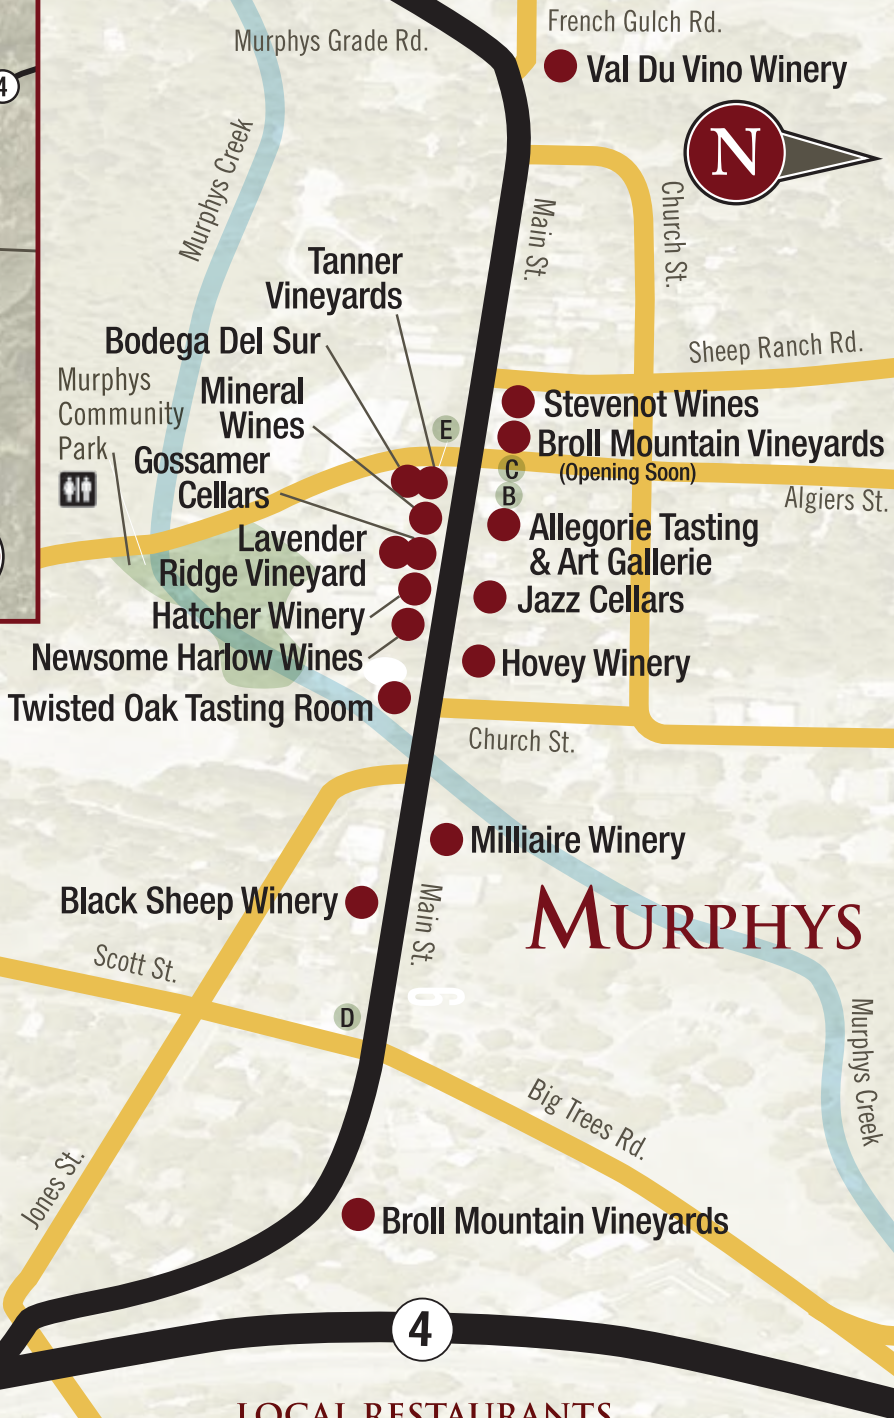 French Gulch Rd.
Murphys Grade Rd.
Val Du Vino Winery
4
N
Murphys Creek
Main St.
Church St.
Tanner
Vineyards
Bodega Del Sur
Sheep Ranch Rd.
Murphys
Community
Park
Mineral
Wines
Stevenot Wines
E
Broll Mountain Vineyards
(Opening Soon)
Gossamer
Cellars
C
B
Algiers St.
Allegorie Tasting
& Art Gallerie
Lavender
Ridge Vineyard
Jazz Cellars
Hatcher Winery
Newsome Harlow Wines
Hovey Winery
Twisted Oak Tasting Room
Church St.
Milliaire Winery
Black Sheep Winery
Main St.
MURPHYS
Scott St.
D
Murphys Creek
Big Trees Rd.
Jones St.
Broll Mountain Vineyards
4
LOCAL RESTAURANTS